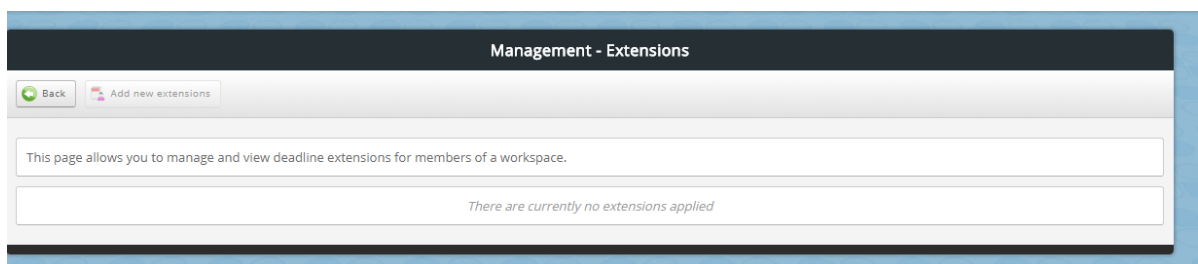 Management - Extensions
Back
Add new extensions
This page allows you to manage and view deadline extensions for members of a workspace.
There are currently no extensions applied